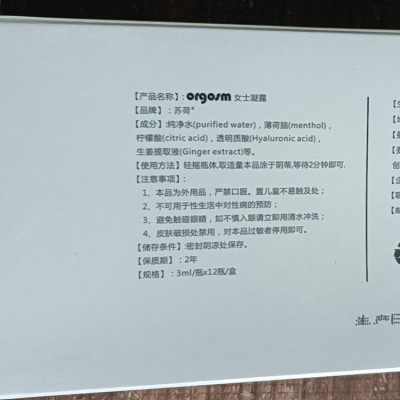 【产品名称】: orgosm 女士凝露
【品牌】：苏荷®
【成分】:纯净水(purified water)，薄荷脑(menthol)，
柠檬酸(citric acid)，透明质酸(Hyaluronic acid)，
生姜提取液(Ginger extract)等。
【使用方法】轻摇瓶体,取适量本品涂于阴蒂,等待2分钟即可.
【注意事项】：
1、本品为外用品，严禁口服。置儿童不易触及处；
2、不可用于性生活中对性病的预防；
3、避免触碰眼睛，如不慎入眼请立即用清水冲洗；
4、皮肤破损处禁用，对本品过敏者停用即可。
【储存条件】:密封阴凉处保存。
【保质期】：2年
【规格】：3ml/瓶x12瓶/盒